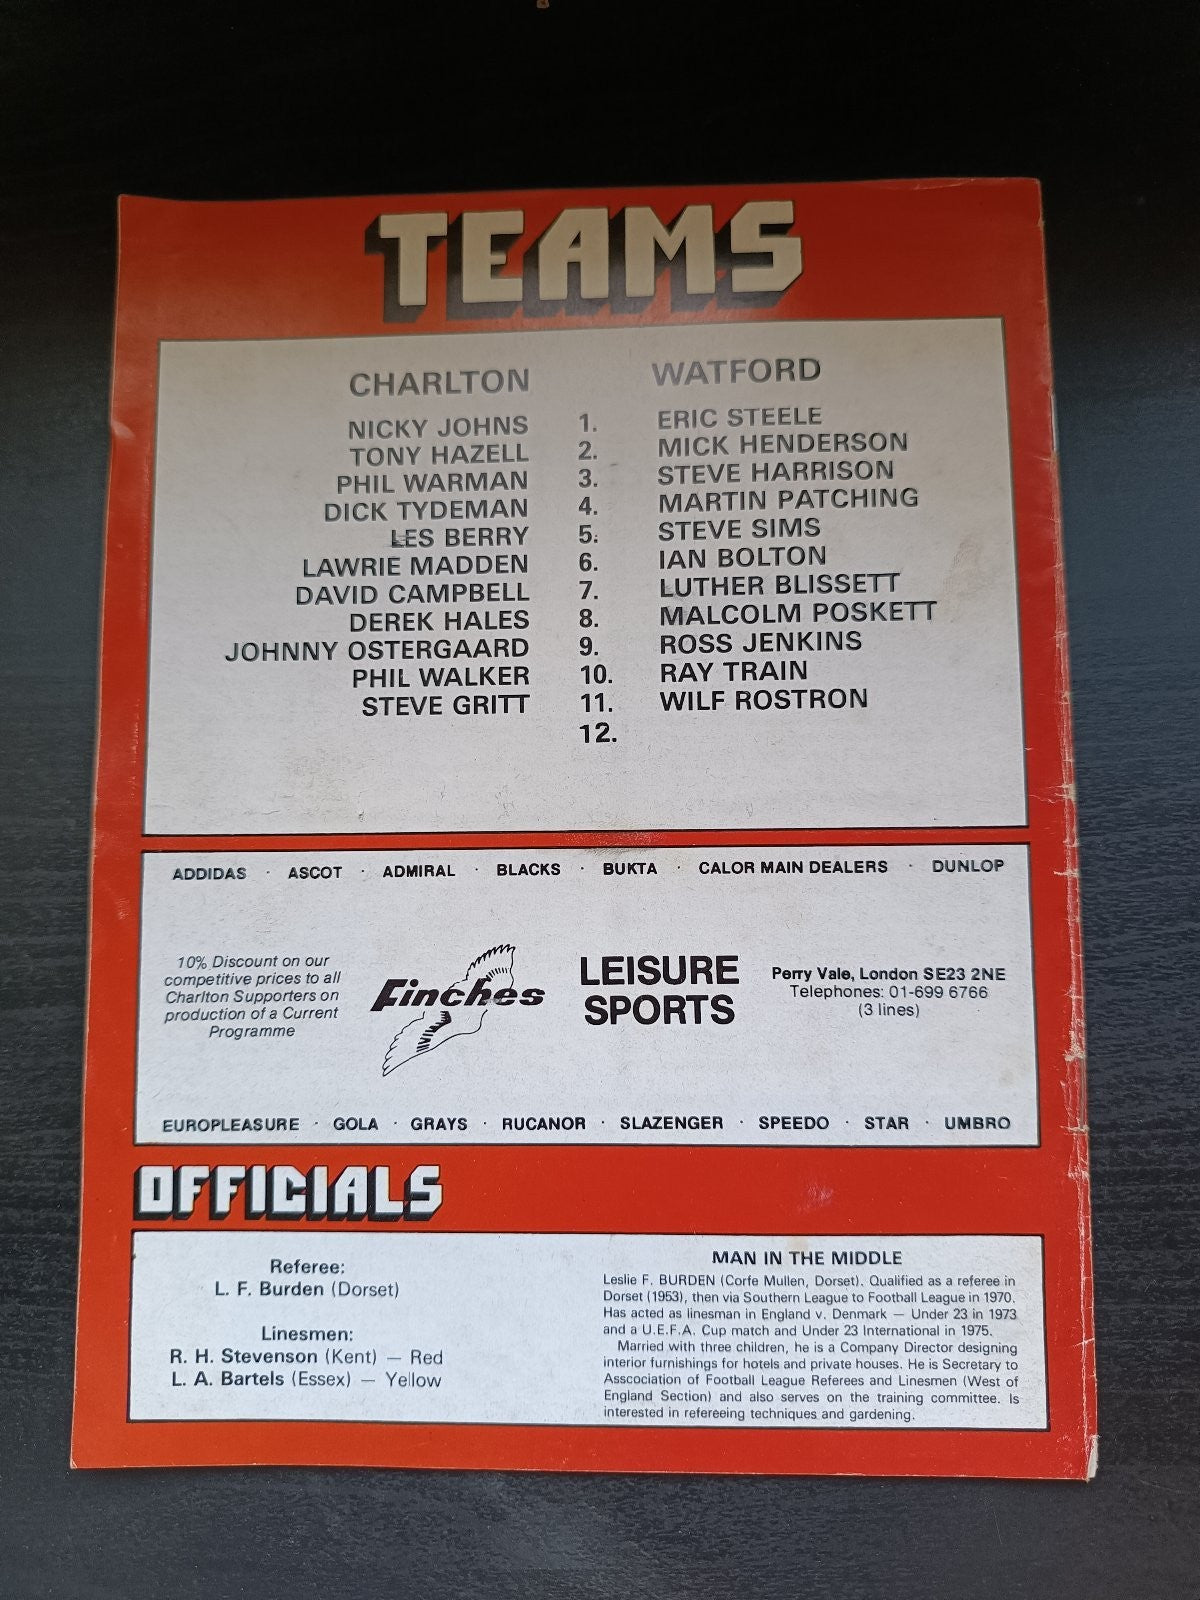 TEAMS
CHARLTON WATFORD
NICKY JOHNS 1. ERIC STEELE
TONY HAZELL 2. MICK HENDERSON
PHIL WARMAN 3. STEVE HARRISON
DICK TYDEMAN 4. MARTIN PATCHING
LES BERRY 5. STEVE SIMS
LAWRIE MADDEN 6. IAN BOLTON
DAVID CAMPBELL 7. LUTHER BLISSETT
DEREK HALES 8. MALCOLM POSKETT
JOHNNY OSTERGAARD 9. ROSS JENKINS
PHIL WALKER 10. RAY TRAIN
STEVE GRITT 11. WILF ROSTRON
12.
ADDIDAS · ASCOT · ADMIRAL · BLACKS · BUKTA · CALOR MAIN DEALERS · DUNLOP
10% Discount on our
competitive prices to all
Charlton Supporters on
production of a Current
Programme
Finches
LEISURE
SPORTS
Perry Vale, London SE23 2NE
Telephones: 01-699 6766
(3 lines)
EUROPLEASURE · GOLA · GRAYS · RUCANOR · SLAZENGER · SPEEDO · STAR · UMBRO
OFFICIALS
Referee:
L. F. Burden (Dorset)
Linesmen:
R. H. Stevenson (Kent) — Red
L. A. Bartels (Essex) — Yellow
MAN IN THE MIDDLE
Leslie F. BURDEN (Corfe Mullen, Dorset). Qualified as a referee in
Dorset (1953), then via Southern League to Football League in 1970.
Has acted as linesman in England v. Denmark — Under 23 in 1973
and a U.E.F.A. Cup match and Under 23 International in 1975.
Married with three children, he is a Company Director designing
interior furnishings for hotels and private houses. He is Secretary to
Asscociation of Football League Referees and Linesmen (West of
England Section) and also serves on the training committee. Is
interested in refereeing techniques and gardening.